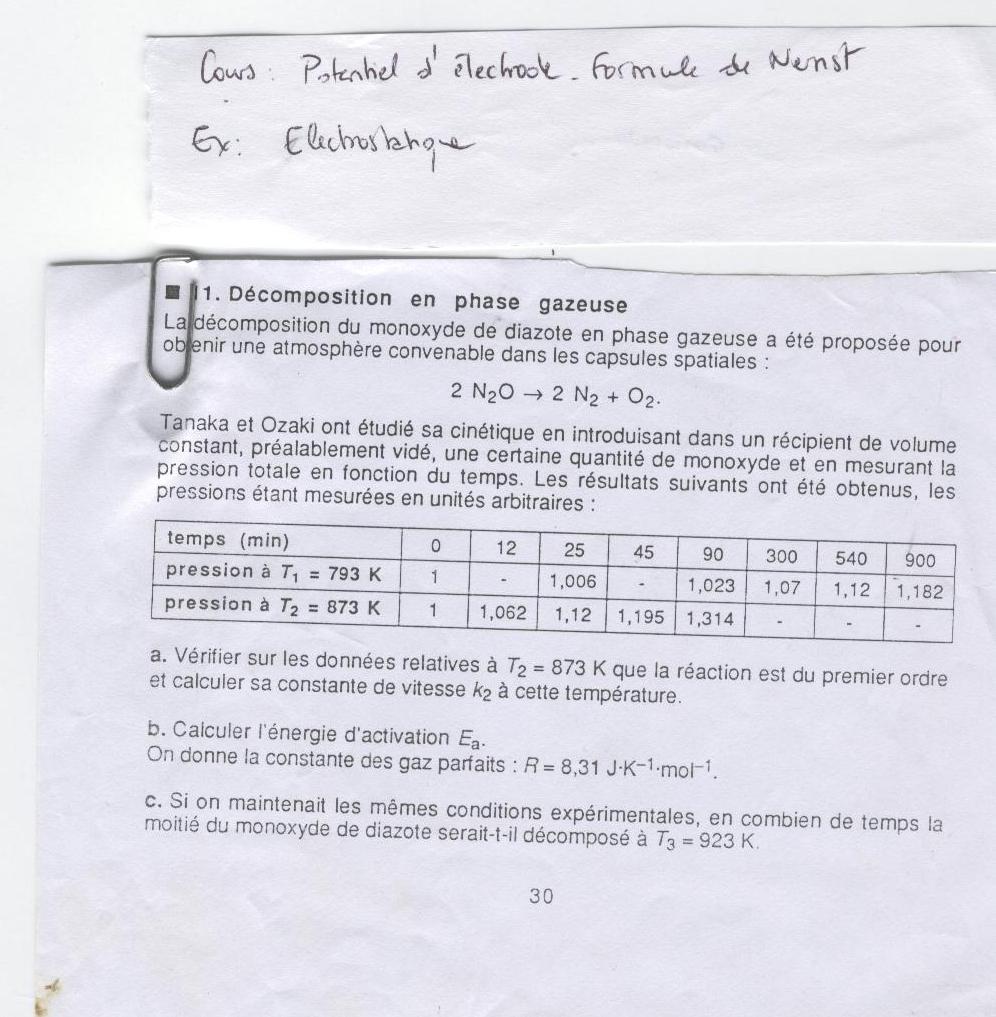 Cours : Potentiel d'électrode. Formule de Nenst
Ex: Electrostatique
■ 1. Décomposition en phase gazeuse
La décomposition du monoxyde de diazote en phase gazeuse a été proposée pour
obtenir une atmosphère convenable dans les capsules spatiales :
2 N₂O → 2 N₂ + O₂.
Tanaka et Ozaki ont étudié sa cinétique en introduisant dans un récipient de volume
constant, préalablement vidé, une certaine quantité de monoxyde et en mesurant la
pression totale en fonction du temps. Les résultats suivants ont été obtenus, les
pressions étant mesurées en unités arbitraires :
temps (min) 0 12 25 45 90 300 540 900
pression à T₁ = 793 K 1 - 1,006 - 1,023 1,07 1,12 1,182
pression à T₂ = 873 K 1 1,062 1,12 1,195 1,314 - - -
a. Vérifier sur les données relatives à T₂ = 873 K que la réaction est du premier ordre
et calculer sa constante de vitesse k₂ à cette température.
b. Calculer l'énergie d'activation Eₐ.
On donne la constante des gaz parfaits : R = 8,31 J·K⁻¹·mol⁻¹.
c. Si on maintenait les mêmes conditions expérimentales, en combien de temps la
moitié du monoxyde de diazote serait-t-il décomposé à T₃ = 923 K.
30